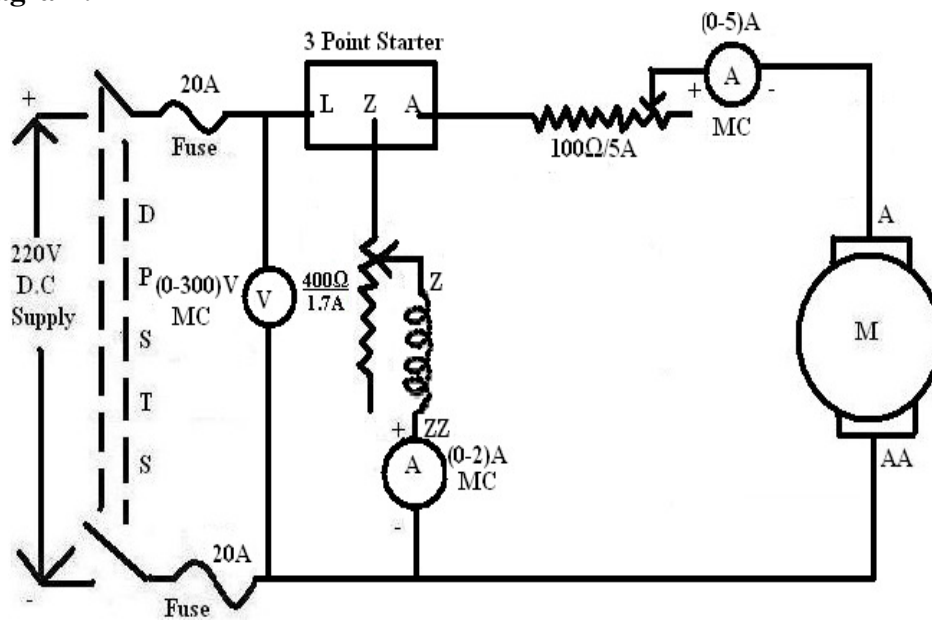 3 Point Starter
(0-5)A
20A
+
L Z A
A
+ -
Fuse
100Ω/5A
MC
D
P
S
T
S
220V
D.C
Supply
(0-300)V
MC
V
400Ω
1.7A
Z
A
M
+ ZZ
A
(0-2)A
MC
-
AA
20A
-
Fuse